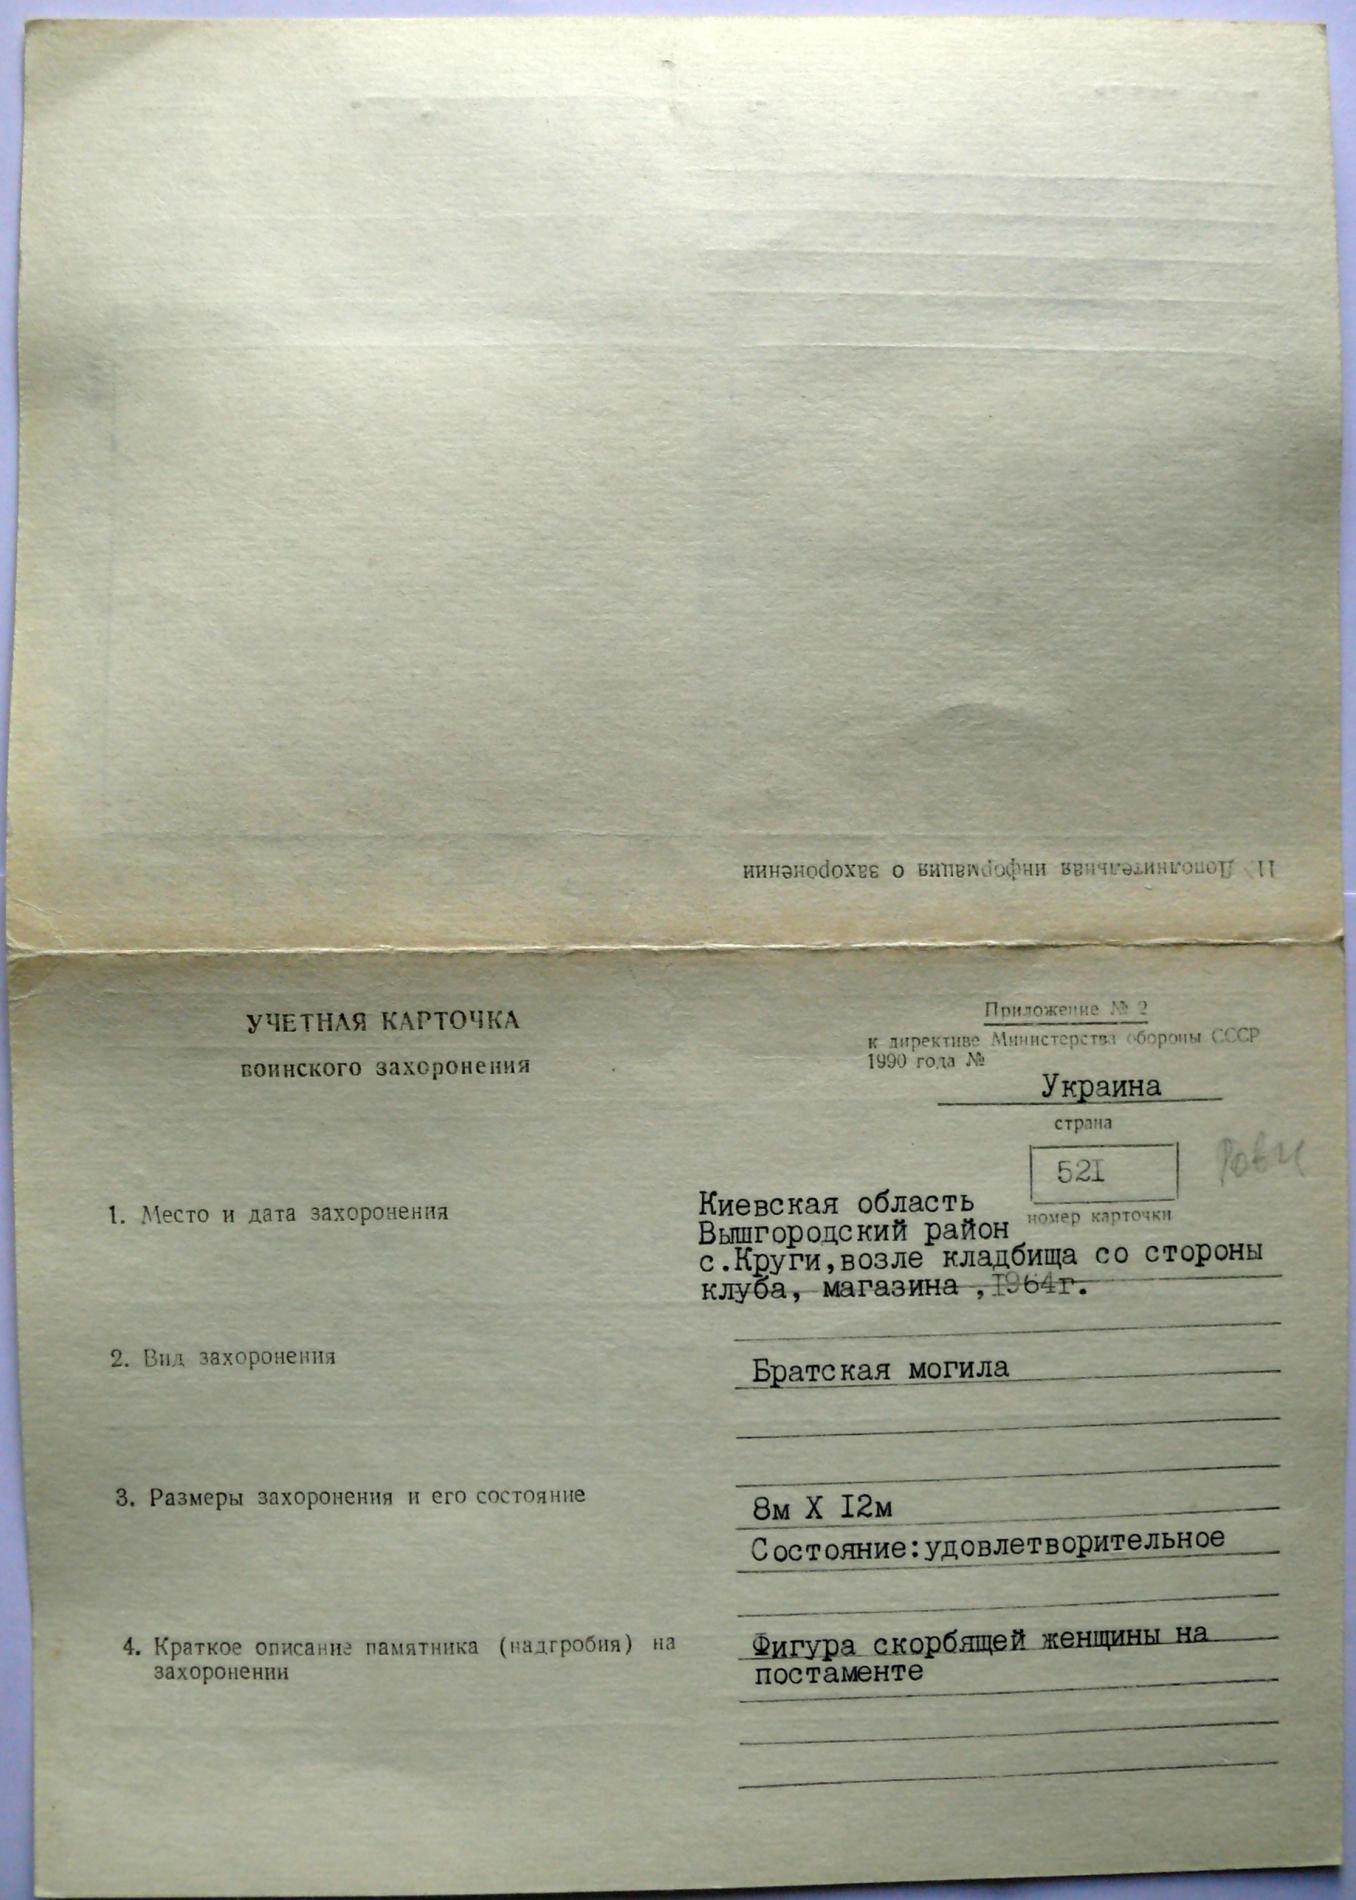 11. Дополнительная информация о захоронении
УЧЕТНАЯ КАРТОЧКА
воинского захоронения
Приложение № 2
к директиве Министерства обороны СССР
1990 года №
Украина
страна
521
номер карточки
1. Место и дата захоронения
Киевская область
Вышгородский район
с.Круги,возле кладбища со стороны
клуба, магазина ,1964г.
2. Вид захоронения
Братская могила
3. Размеры захоронения и его состояние
8м X 12м
Состояние:удовлетворительное
4. Краткое описание памятника (надгробия) на
захоронении
Фигура скорбящей женщины на
постаменте